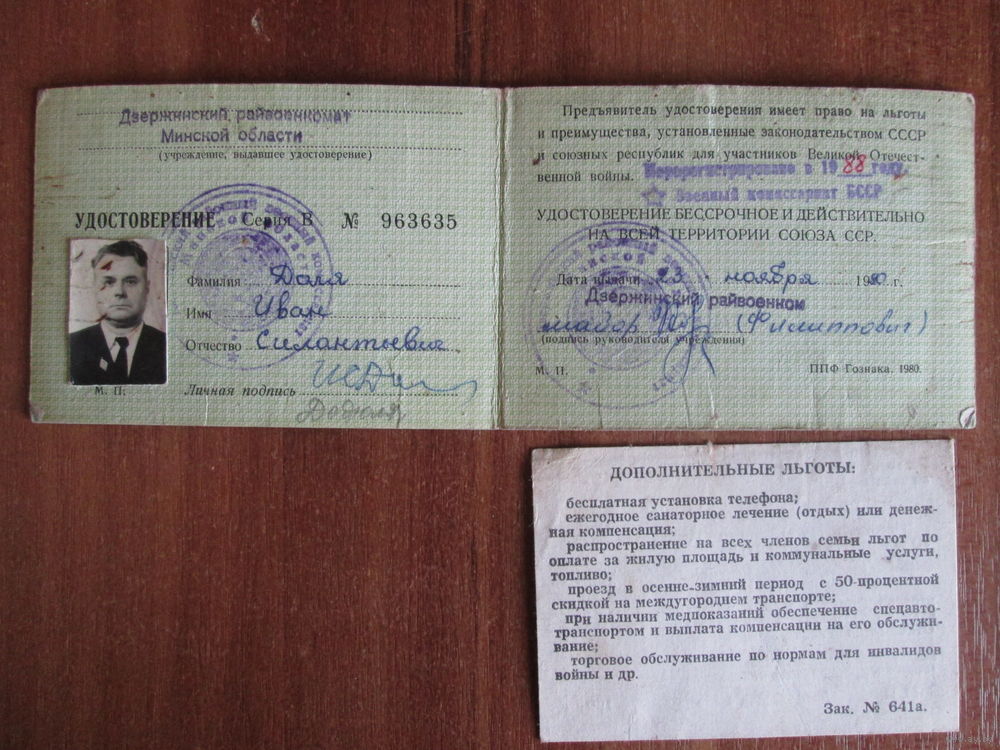 Дзержинский райвоенкомат
Минской области
(учреждение, выдавшее удостоверение)
УДОСТОВЕРЕНИЕ Серия В № 963635
Фамилия Доля
Имя Иван
Отчество Силантьевич
М. П. Личная подпись
Предъявитель удостоверения имеет право на льготы
и преимущества, установленные законодательством СССР
и союзных республик для участников Великой Отечест-
венной войны. Перерегистрировано в 1988 году
Военный комиссариат БССР
УДОСТОВЕРЕНИЕ БЕССРОЧНОЕ И ДЕЙСТВИТЕЛЬНО
НА ВСЕЙ ТЕРРИТОРИИ СОЮЗА ССР.
Дата выдачи 23 ноября 1980 г.
Дзержинский райвоенком
майор (Филиппович)
(подпись руководителя учреждения)
М. П. ППФ Гознака. 1980.
ДОПОЛНИТЕЛЬНЫЕ ЛЬГОТЫ:
бесплатная установка телефона;
ежегодное санаторное лечение (отдых) или денеж-
ная компенсация;
распространение на всех членов семьи льгот по
оплате за жилую площадь и коммунальные услуги,
топливо;
проезд в осенне-зимний период с 50-процентной
скидкой на междугороднем транспорте;
при наличии медпоказаний обеспечение спецавто-
транспортом и выплата компенсации на его обслужи-
вание;
торговое обслуживание по нормам для инвалидов
войны и др.
Зак. № 641а.